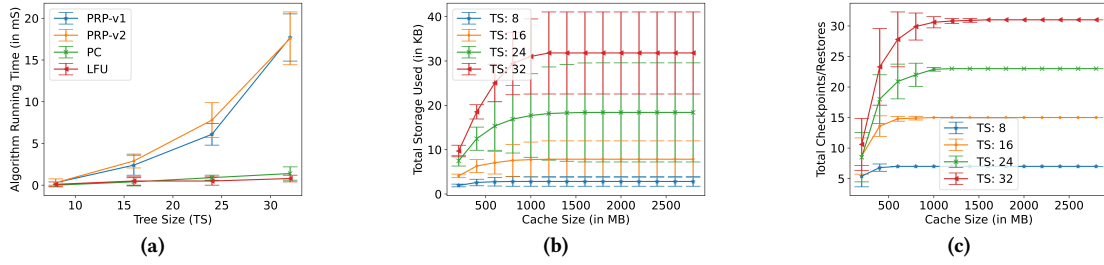 Algorithm Running Time (in mS)
20
15
10
5
0
PRP-v1
PRP-v2
PC
LFU
10 15 20 25 30
Tree Size (TS)
(a)
Total Storage Used (in KB)
40
30
20
10
0
TS: 8
TS: 16
TS: 24
TS: 32
500 1000 1500 2000 2500
Cache Size (in MB)
(b)
Total Checkpoints/Restores
35
30
25
20
15
10
5
TS: 8
TS: 16
TS: 24
TS: 32
500 1000 1500 2000 2500
Cache Size (in MB)
(c)